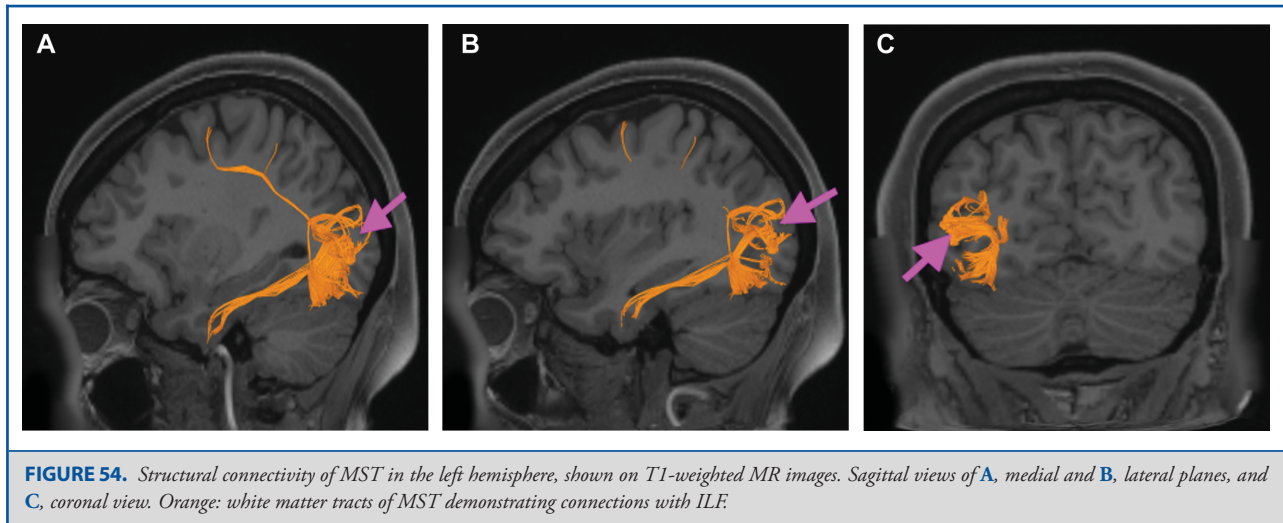 A
B
C
FIGURE 54. Structural connectivity of MST in the left hemisphere, shown on T1-weighted MR images. Sagittal views of A, medial and B, lateral planes, and
C, coronal view. Orange: white matter tracts of MST demonstrating connections with ILF.